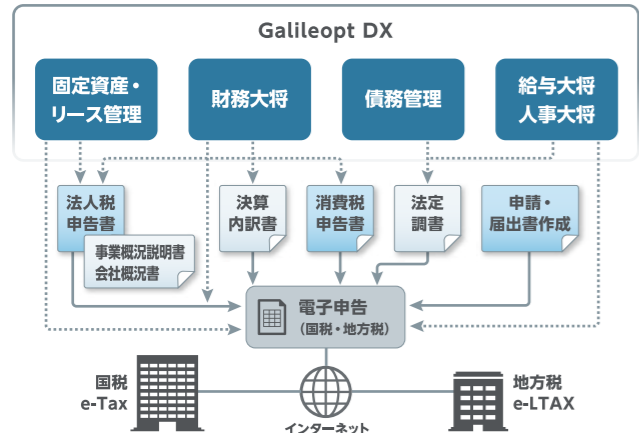 Galileopt DX
固定資産・
リース管理
財務大将
債務管理
給与大将
人事大将
法人税
申告書
事業概況説明書
会社概況書
決算
内訳書
消費税
申告書
法定
調書
申請・
届出書作成
電子申告
(国税・地方税)
国税
e-Tax
インターネット
地方税
e-LTAX